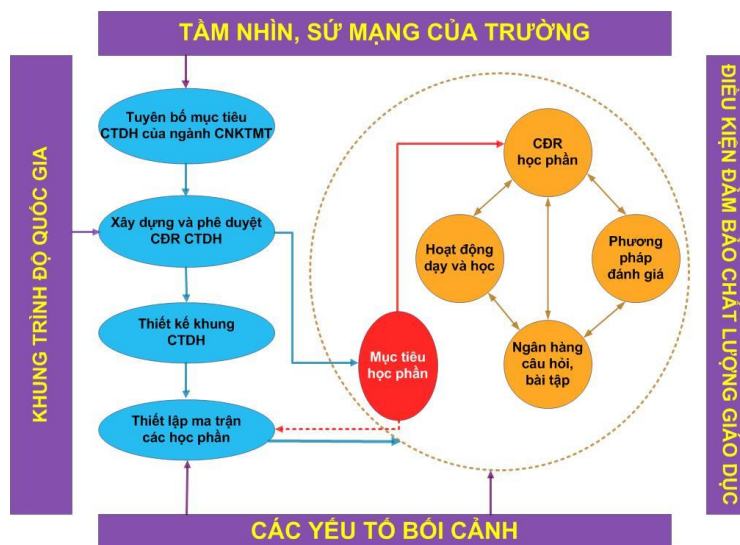 TẦM NHÌN, SỨ MẠNG CỦA TRƯỜNG
KHUNG TRÌNH ĐỘ QUỐC GIA
Tuyên bố mục tiêu
CTDH của ngành CNKTMT
Xây dựng và phê duyệt
CĐR CTDH
Thiết kế khung
CTDH
Thiết lập ma trận
các học phần
Mục tiêu
học phần
CĐR
học phần
Hoạt động
dạy và học
Phương
pháp
đánh giá
Ngân hàng
câu hỏi,
bài tập
ĐIỀU KIỆN ĐẢM BẢO CHẤT LƯỢNG GIÁO DỤC
CÁC YẾU TỐ BỐI CẢNH